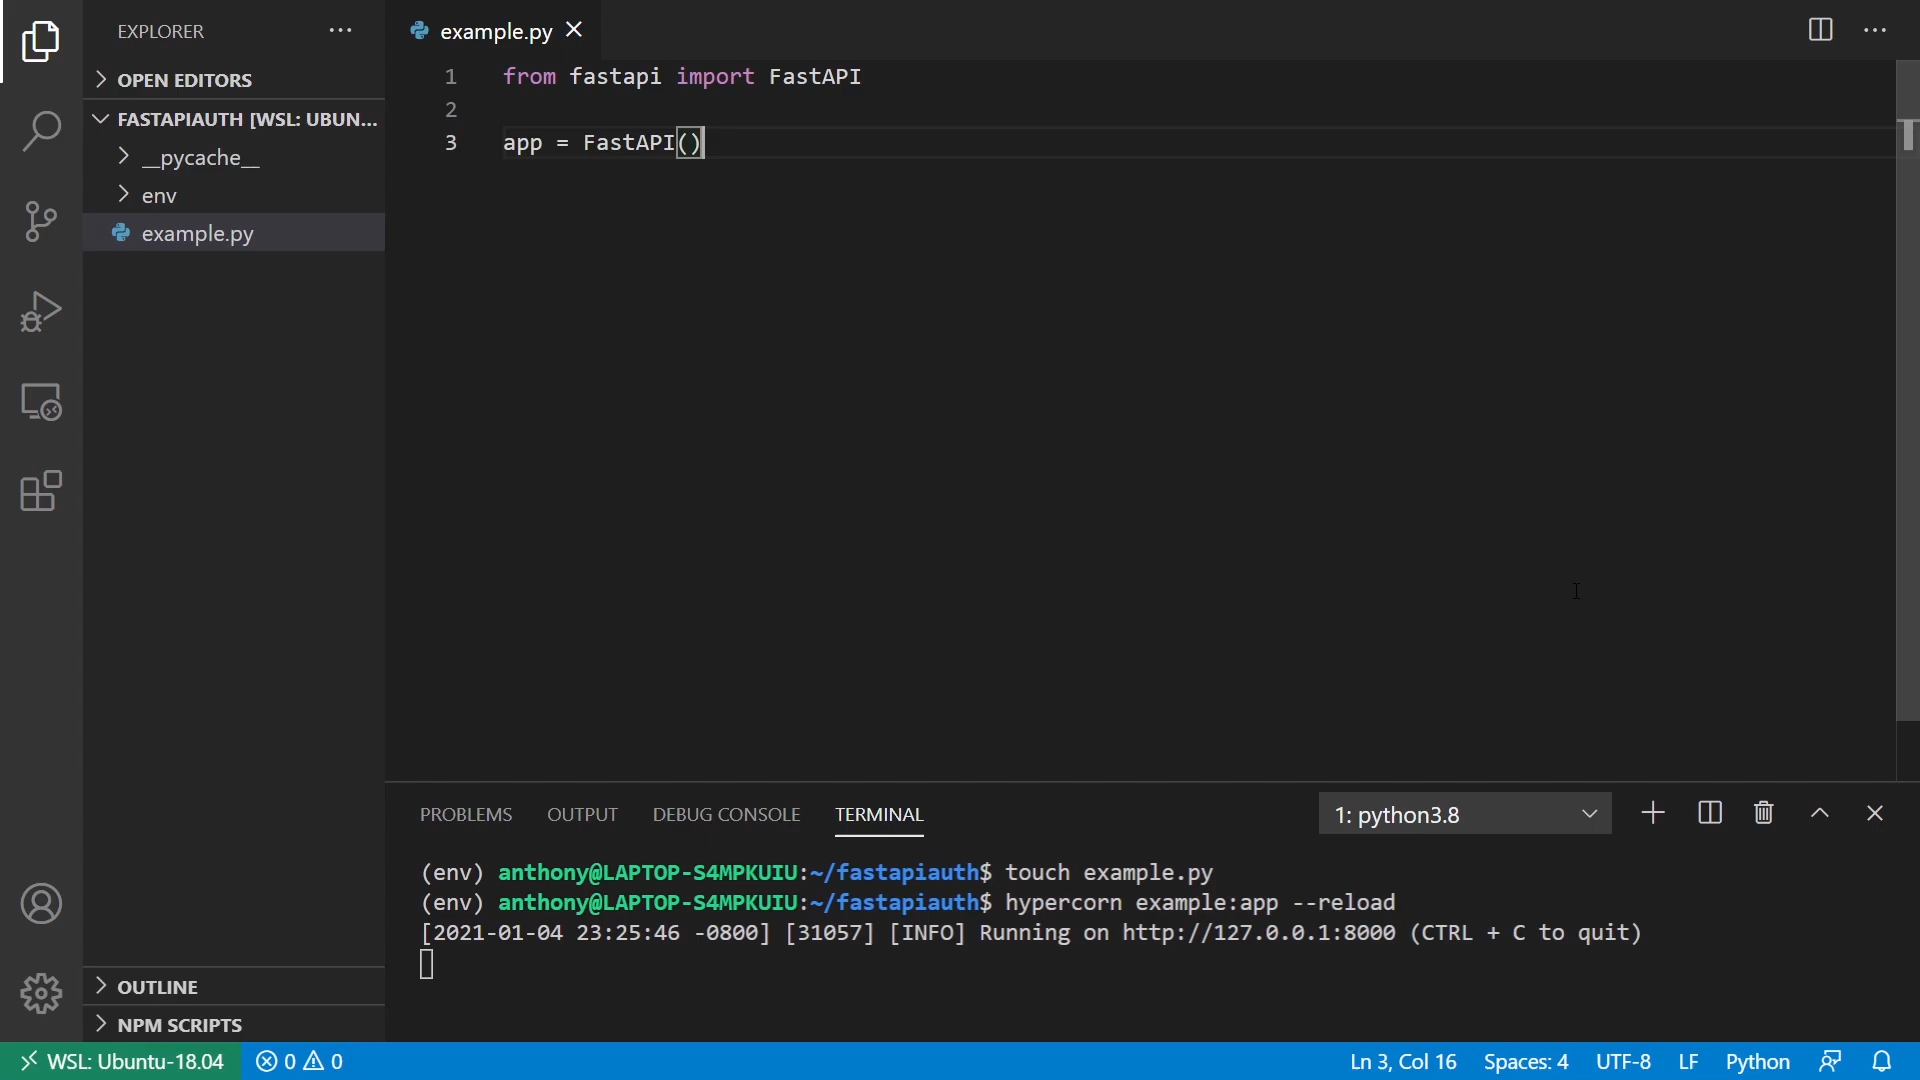 EXPLORER
OPEN EDITORS
FASTAPIAUTH [WSL: UBUN...
__pycache__
env
example.py
OUTLINE
NPM SCRIPTS
example.py
1 from fastapi import FastAPI
2
3 app = FastAPI()
PROBLEMS OUTPUT DEBUG CONSOLE TERMINAL
1: python3.8
(env) anthony@LAPTOP-S4MPKUIU:~/fastapiauth$ touch example.py
(env) anthony@LAPTOP-S4MPKUIU:~/fastapiauth$ hypercorn example:app --reload
[2021-01-04 23:25:46 -0800] [31057] [INFO] Running on http://127.0.0.1:8000 (CTRL + C to quit)
WSL: Ubuntu-18.04 0 0 Ln 3, Col 16 Spaces: 4 UTF-8 LF Python